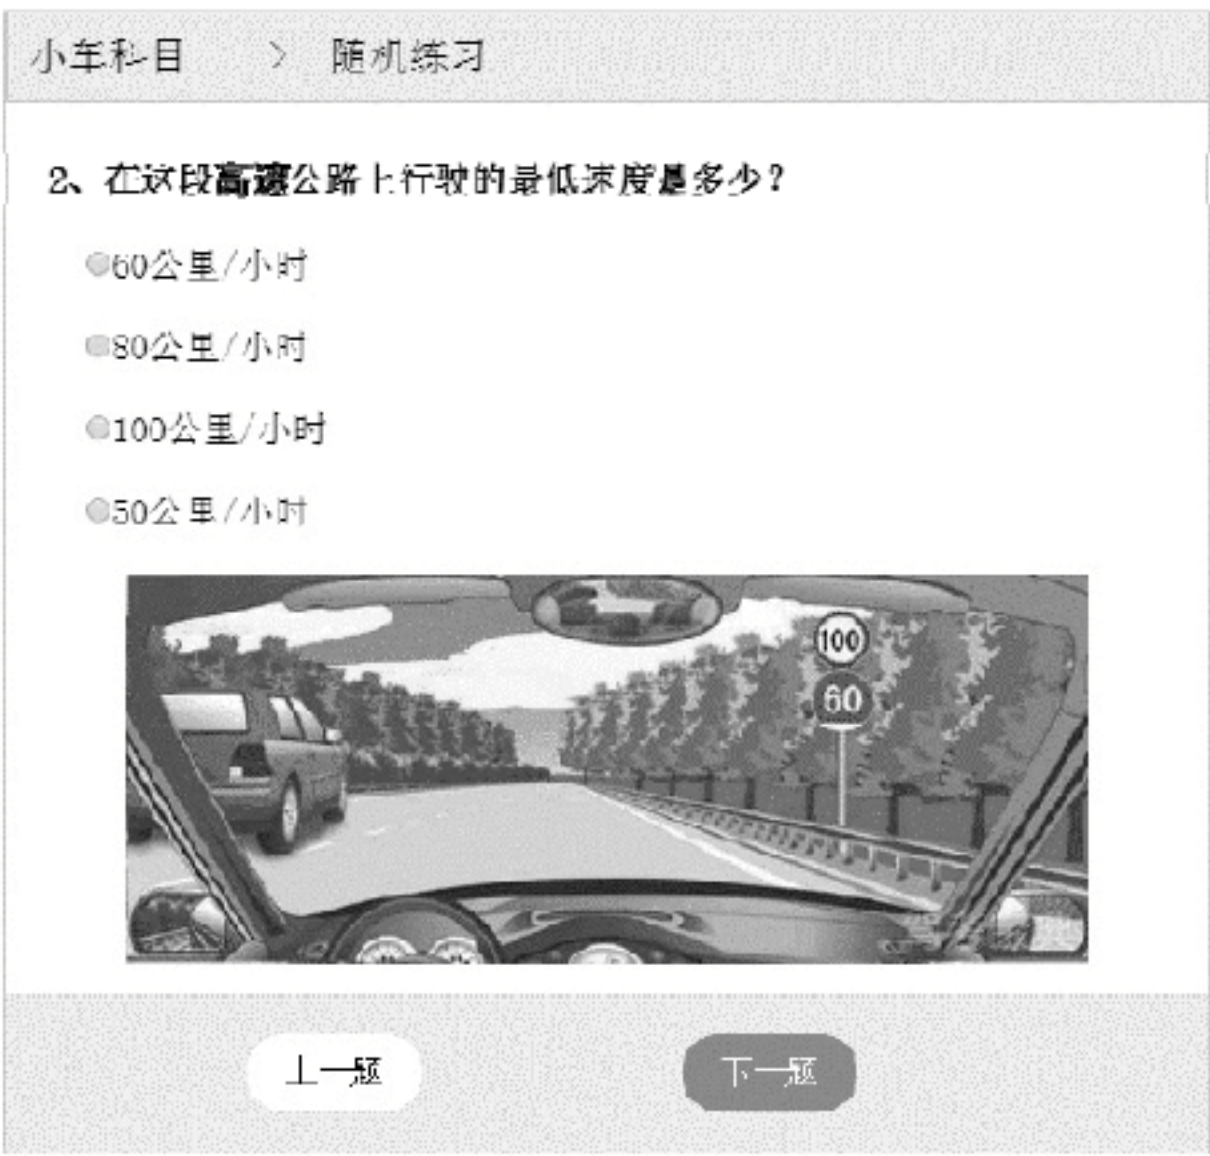 小车科目 > 随机练习
2、在这段高速公路上行驶的最低速度是多少?
60公里/小时
80公里/小时
100公里/小时
50公里/小时
100
60
上一题 下一题